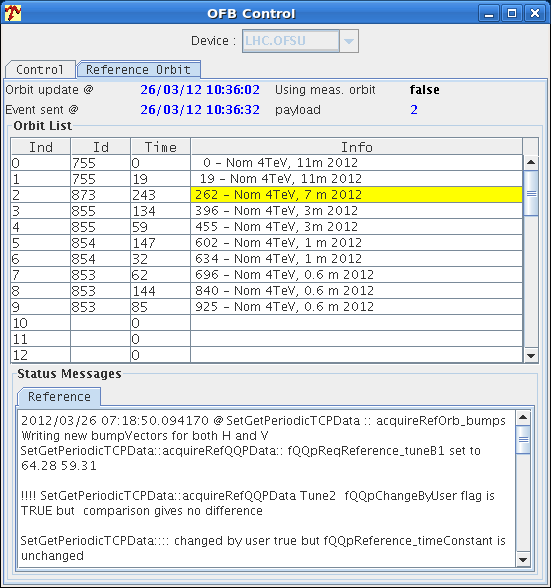 OFB Control
Device : LHC.OFSU
Control Reference Orbit
Orbit update @ 26/03/12 10:36:02 Using meas. orbit false
Event sent @ 26/03/12 10:36:32 payload 2
Orbit List
Ind Id Time Info
0 755 0 0 - Nom 4TeV, 11m 2012
1 755 19 19 - Nom 4TeV, 11m 2012
2 873 243 262 - Nom 4TeV, 7 m 2012
3 855 134 396 - Nom 4TeV, 3m 2012
4 855 59 455 - Nom 4TeV, 3m 2012
5 854 147 602 - Nom 4TeV, 1 m 2012
6 854 32 634 - Nom 4TeV, 1 m 2012
7 853 62 696 - Nom 4TeV, 0.6 m 2012
8 853 144 840 - Nom 4TeV, 0.6 m 2012
9 853 85 925 - Nom 4TeV, 0.6 m 2012
10 0
11 0
12 0
Status Messages
Reference
2012/03/26 07:18:50.094170 @ SetGetPeriodicTCPData :: acquireRefOrb_bumps
Writing new bumpVectors for both H and V
SetGetPeriodicTCPData::acquireRefQQPData:: fQQpReqReference_tuneB1 set to
64.28 59.31
!!!! SetGetPeriodicTCPData::acquireRefQQPData Tune2 fQQpChangeByUser flag is
TRUE but comparison gives no difference
SetGetPeriodicTCPData:::: changed by user true but fQQpReference_timeConstant is
unchanged